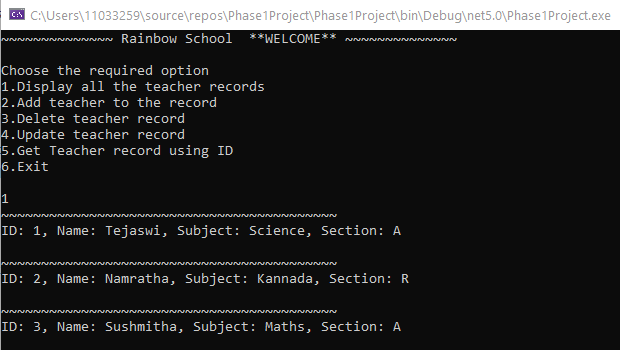 C:\Users\11033259\source\repos\Phase1Project\Phase1Project\bin\Debug\net5.0\Phase1Project.exe
~~~~~~~~~~~~~~ Rainbow School  **WELCOME** ~~~~~~~~~~~~~~
Choose the required option
1.Display all the teacher records
2.Add teacher to the record
3.Delete teacher record
4.Update teacher record
5.Get Teacher record using ID
6.Exit
1
~~~~~~~~~~~~~~~~~~~~~~~~~~~~~~~~~~~~~~~~~~
ID: 1, Name: Tejaswi, Subject: Science, Section: A
~~~~~~~~~~~~~~~~~~~~~~~~~~~~~~~~~~~~~~~~~~
ID: 2, Name: Namratha, Subject: Kannada, Section: R
~~~~~~~~~~~~~~~~~~~~~~~~~~~~~~~~~~~~~~~~~~
ID: 3, Name: Sushmitha, Subject: Maths, Section: A